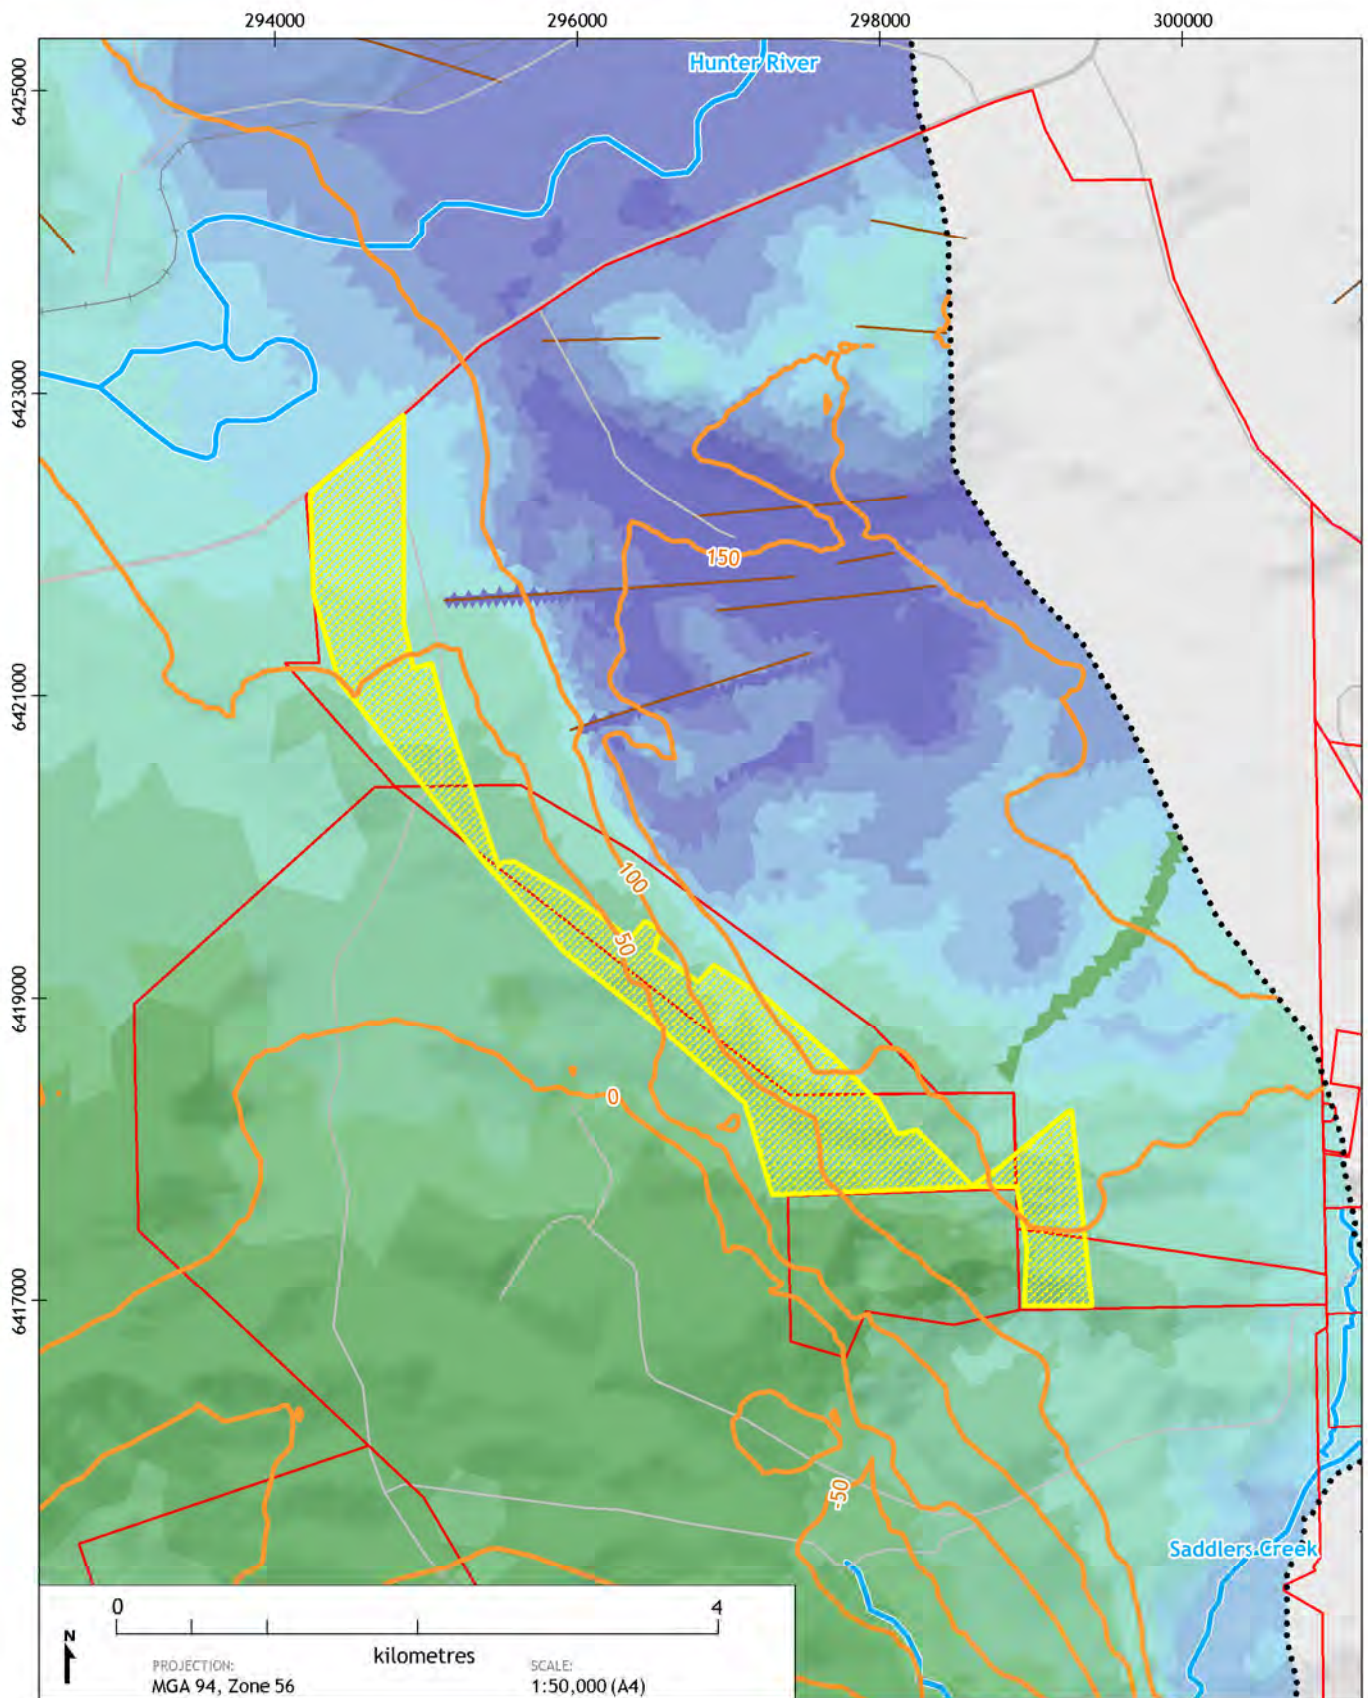 294000
296000
298000
300000
6425000
Hunter River
6423000
150
6421000
100
50
6419000
0
6417000
-50
Saddlers Creek
0
4
N
kilometres
PROJECTION:
SCALE:
MGA 94, Zone 56
1:50,000 (A4)